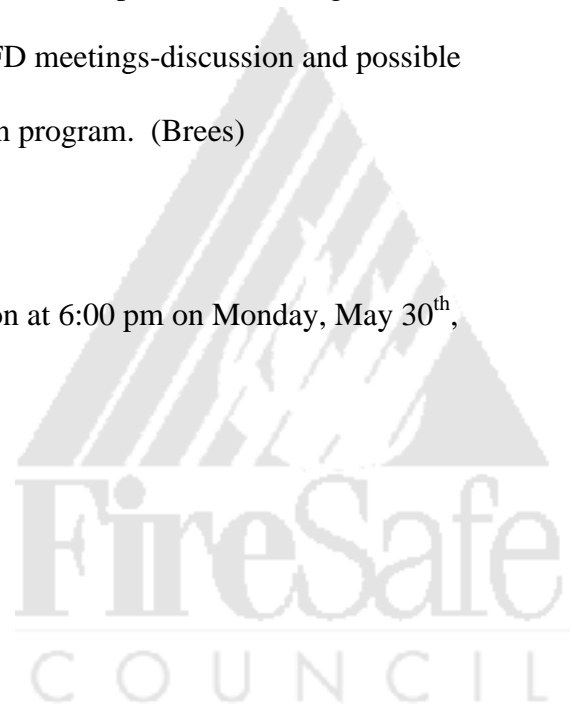 FD meetings-discussion and possible
program. (Brees)
on at 6:00 pm on Monday, May 30th,
FireSafe
COUNCIL